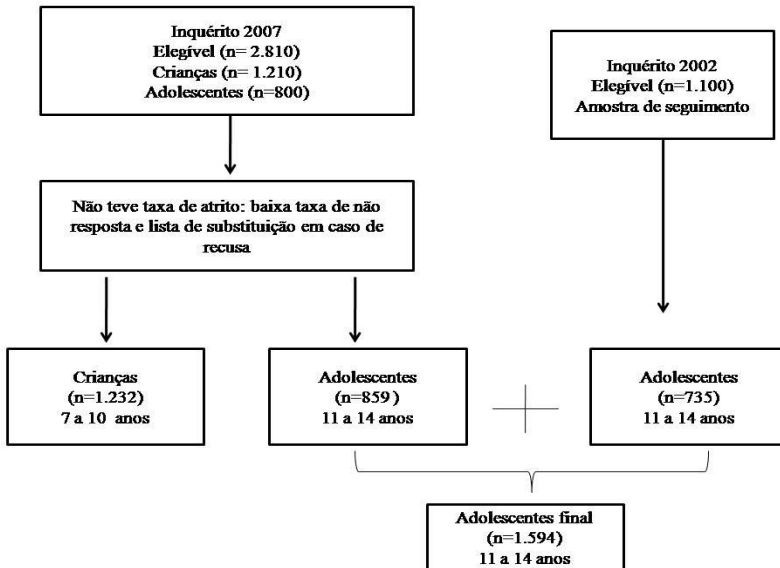 Inquérito 2007
Elegível (n= 2.810)
Crianças (n= 1.210)
Adolescentes (n=800)
Inquérito 2002
Elegível (n=1.100)
Amostra de seguimento
Não teve taxa de atrito: baixa taxa de não
resposta e lista de substituição em caso de
recusa
Crianças
(n=1.232)
7 a 10 anos
Adolescentes
(n=859)
11 a 14 anos
Adolescentes
(n=735)
11 a 14 anos
Adolescentes final
(n=1.594)
11 a 14 anos